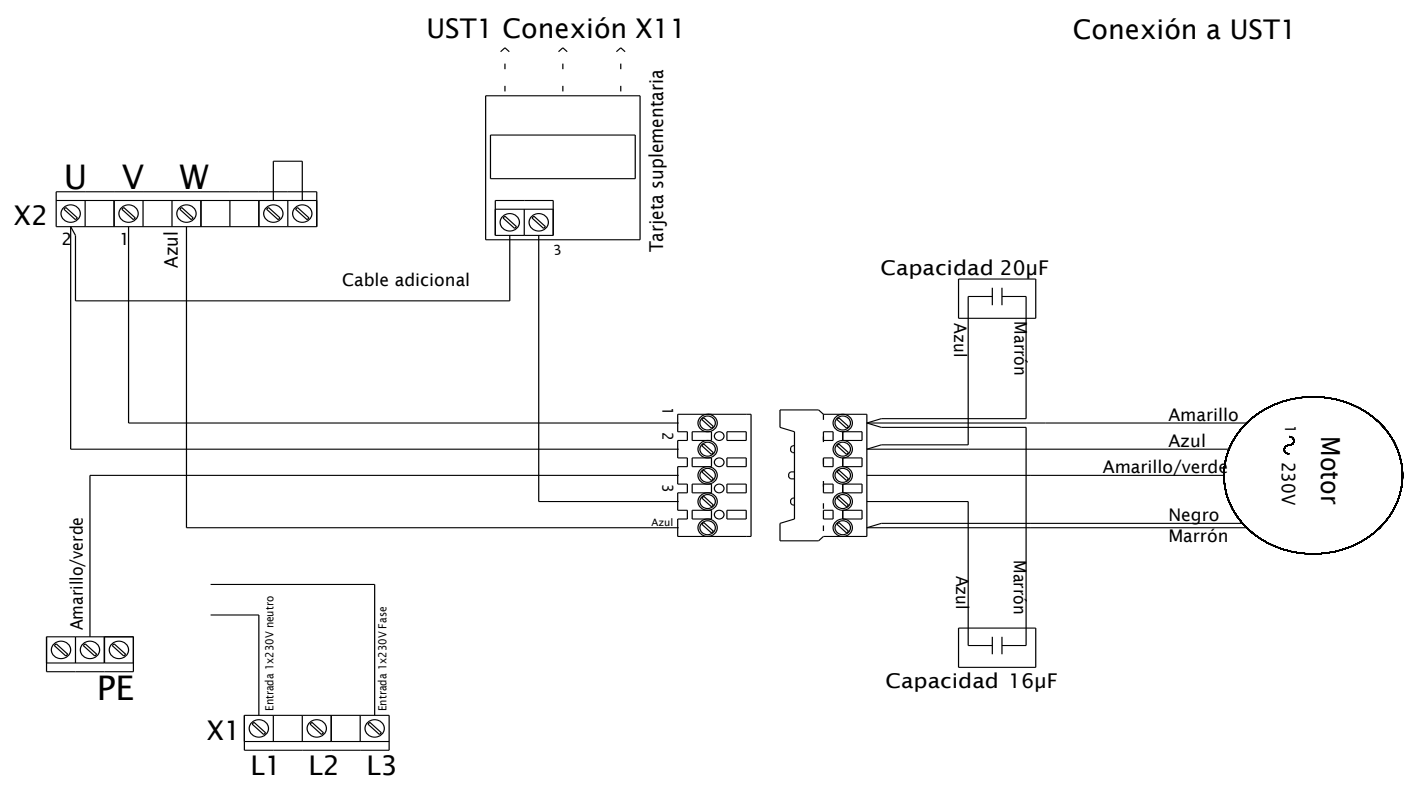 UST1 Conexión X11
Conexión a UST1
Tarjeta suplementaria
U V W
X2
2
1
Azul
3
Cable adicional
Capacidad 20µF
Azul
Marrón
1
2
3
Azul
Amarillo
Azul
Amarillo/verde
Negro
Marrón
Motor
1 ~ 230V
Amarillo/verde
PE
Entrada 1x230V neutro
Entrada 1x230V Fase
X1
L1 L2 L3
Azul
Marrón
Capacidad 16µF